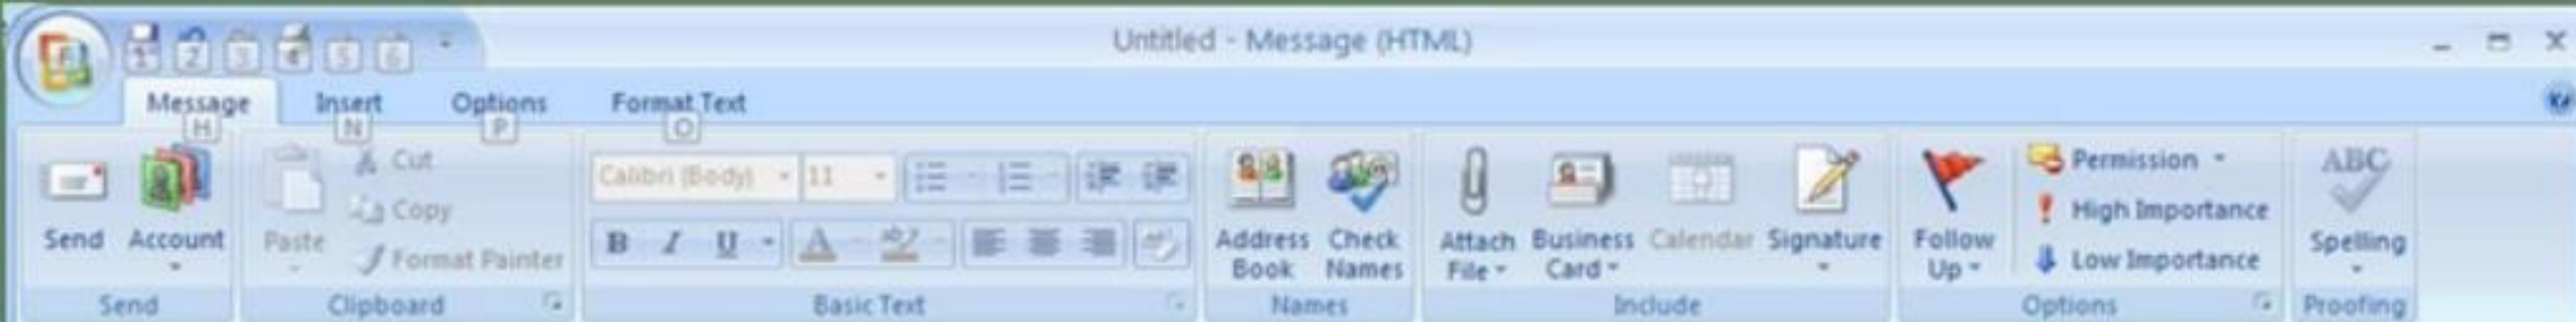 1 2 3 4 5 6
Untitled - Message (HTML)
Message Insert Options Format Text
H N P O
Send Account
Paste Cut
Copy
Format Painter
Calibri (Body) 11
B I U A ab
Address Book Check Names
Attach File Business Card Calendar Signature
Follow Up Permission
High Importance
Low Importance
ABC
Spelling
Send Clipboard Basic Text Names Include Options Proofing